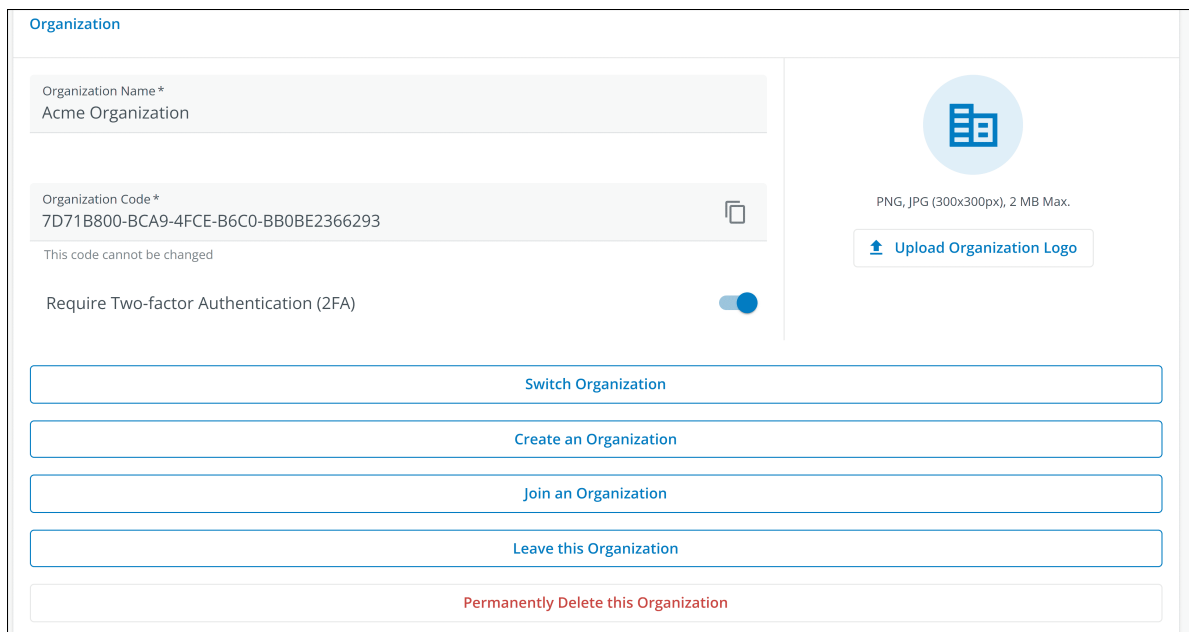 Organization
Organization Name *
Acme Organization
Organization Code *
7D71B800-BCA9-4FCE-B6C0-BB0BE2366293
This code cannot be changed
Require Two-factor Authentication (2FA)
PNG, JPG (300x300px), 2 MB Max.
Upload Organization Logo
Switch Organization
Create an Organization
Join an Organization
Leave this Organization
Permanently Delete this Organization